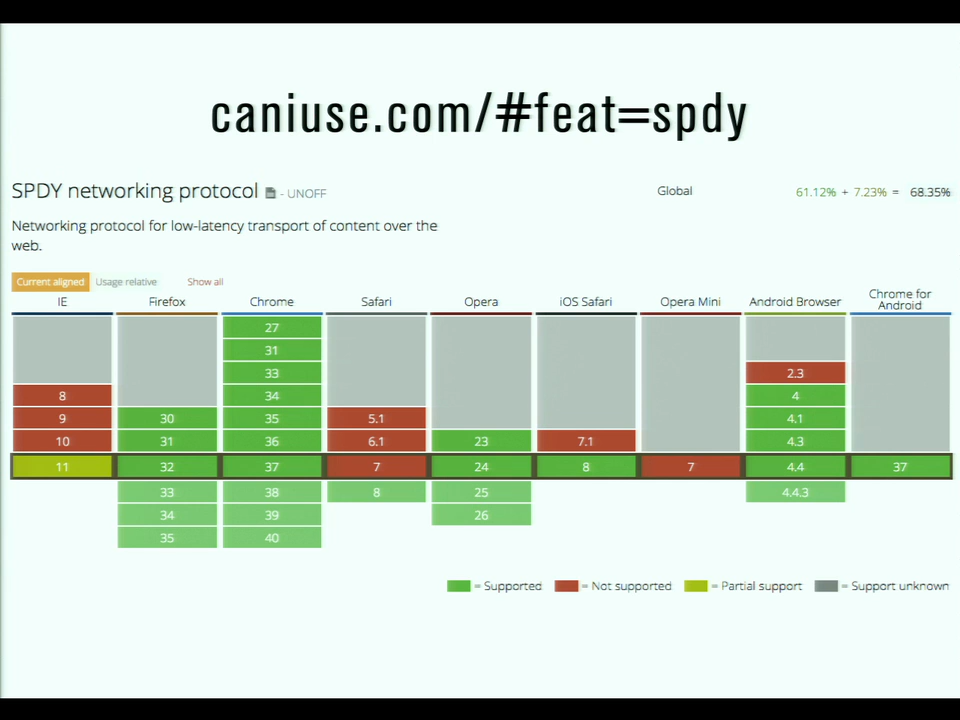 caniuse.com/#feat=spdy
SPDY networking protocol - UNOFF
Global 61.12% + 7.23% = 68.35%
Networking protocol for low-latency transport of content over the
web.
Current aligned Usage relative Show all
IE Firefox Chrome Safari Opera iOS Safari Opera Mini Android Browser Chrome for Android
27
31
33 2.3
8 34 4
9 30 35 5.1 4.1
10 31 36 6.1 23 7.1 4.3
11 32 37 7 24 8 7 4.4 37
33 38 8 25 4.4.3
34 39 26
35 40
= Supported = Not supported = Partial support = Support unknown